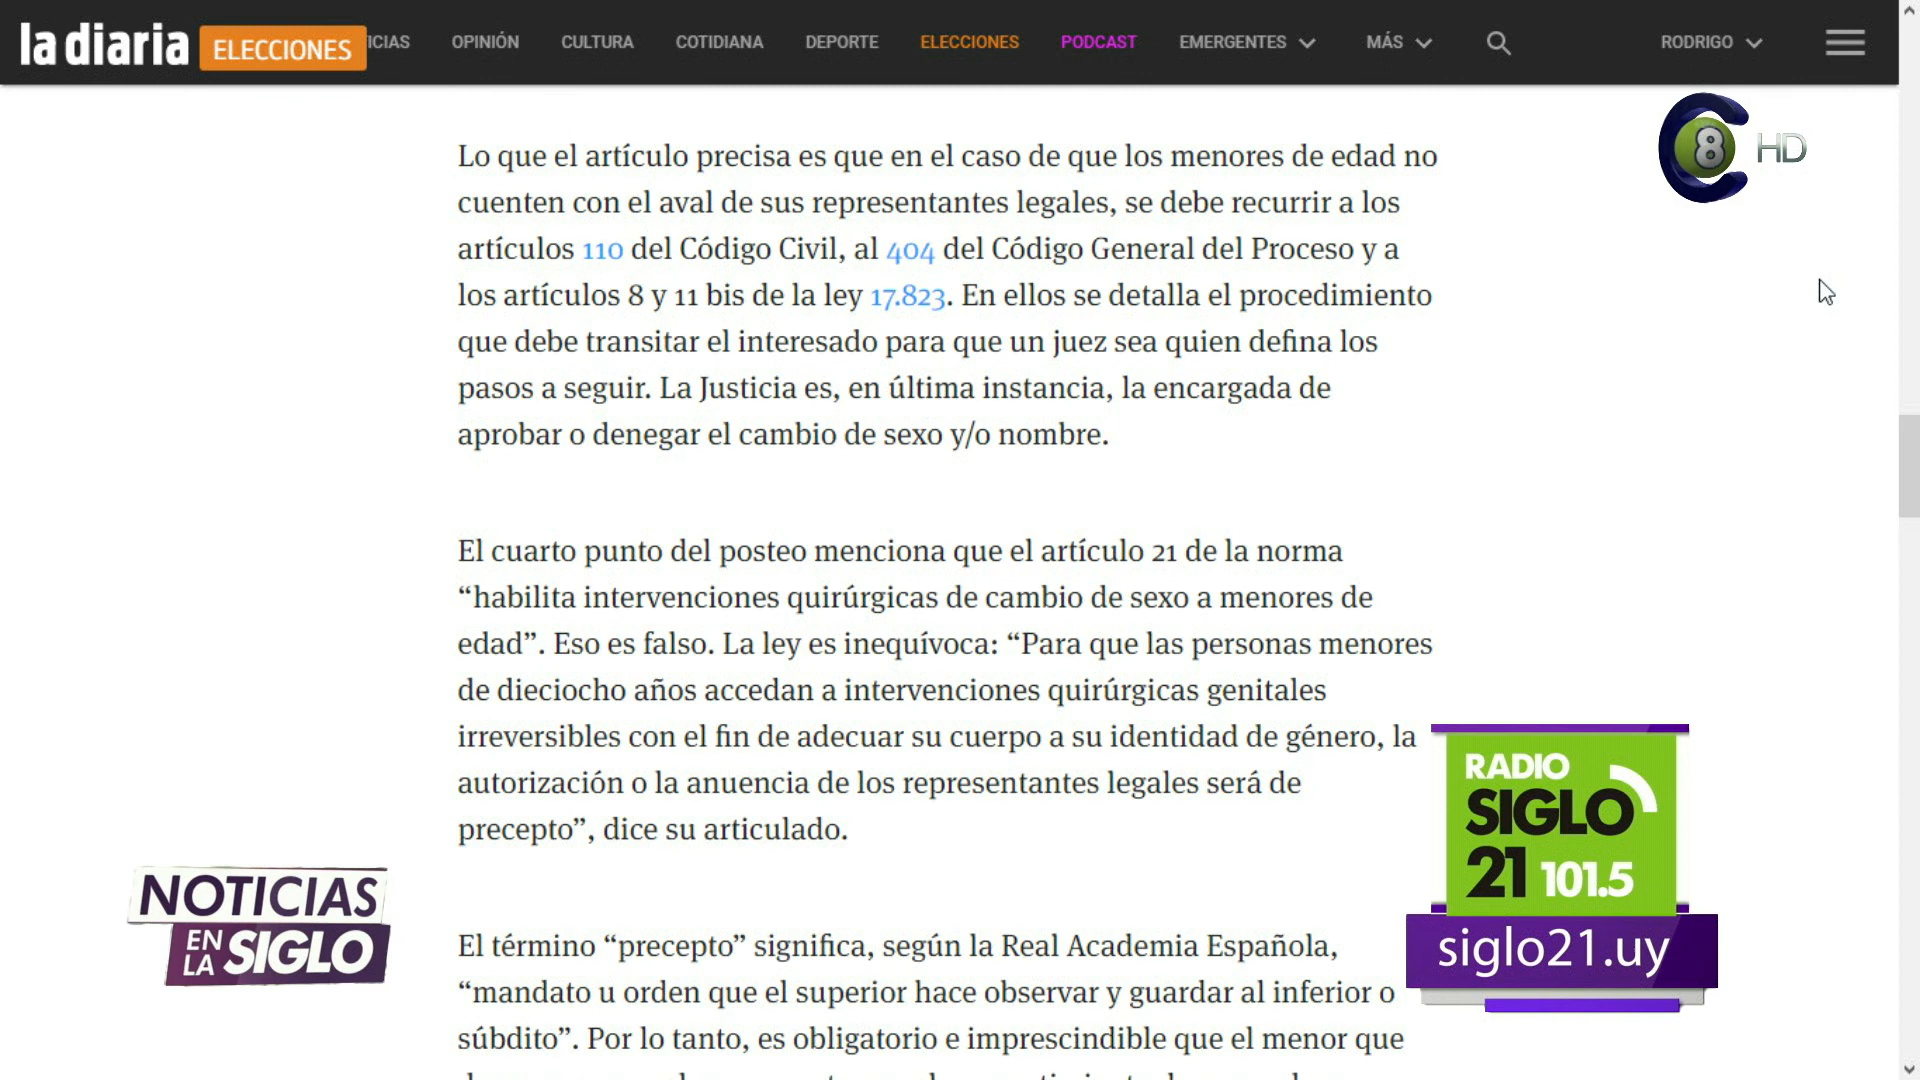 la diaria ELECCIONES ICIAS OPINIÓN CULTURA COTIDIANA DEPORTE ELECCIONES PODCAST EMERGENTES MÁS RODRIGO
8 HD
Lo que el artículo precisa es que en el caso de que los menores de edad no
cuenten con el aval de sus representantes legales, se debe recurrir a los
artículos 110 del Código Civil, al 404 del Código General del Proceso y a
los artículos 8 y 11 bis de la ley 17.823. En ellos se detalla el procedimiento
que debe transitar el interesado para que un juez sea quien defina los
pasos a seguir. La Justicia es, en última instancia, la encargada de
aprobar o denegar el cambio de sexo y/o nombre.
El cuarto punto del posteo menciona que el artículo 21 de la norma
“habilita intervenciones quirúrgicas de cambio de sexo a menores de
edad”. Eso es falso. La ley es inequívoca: “Para que las personas menores
de dieciocho años accedan a intervenciones quirúrgicas genitales
irreversibles con el fin de adecuar su cuerpo a su identidad de género, la
autorización o la anuencia de los representantes legales será de
precepto”, dice su articulado.
El término “precepto” significa, según la Real Academia Española,
“mandato u orden que el superior hace observar y guardar al inferior o
súbdito”. Por lo tanto, es obligatorio e imprescindible que el menor que
NOTICIAS
EN LA SIGLO
RADIO
SIGLO
21 101.5
siglo21.uy